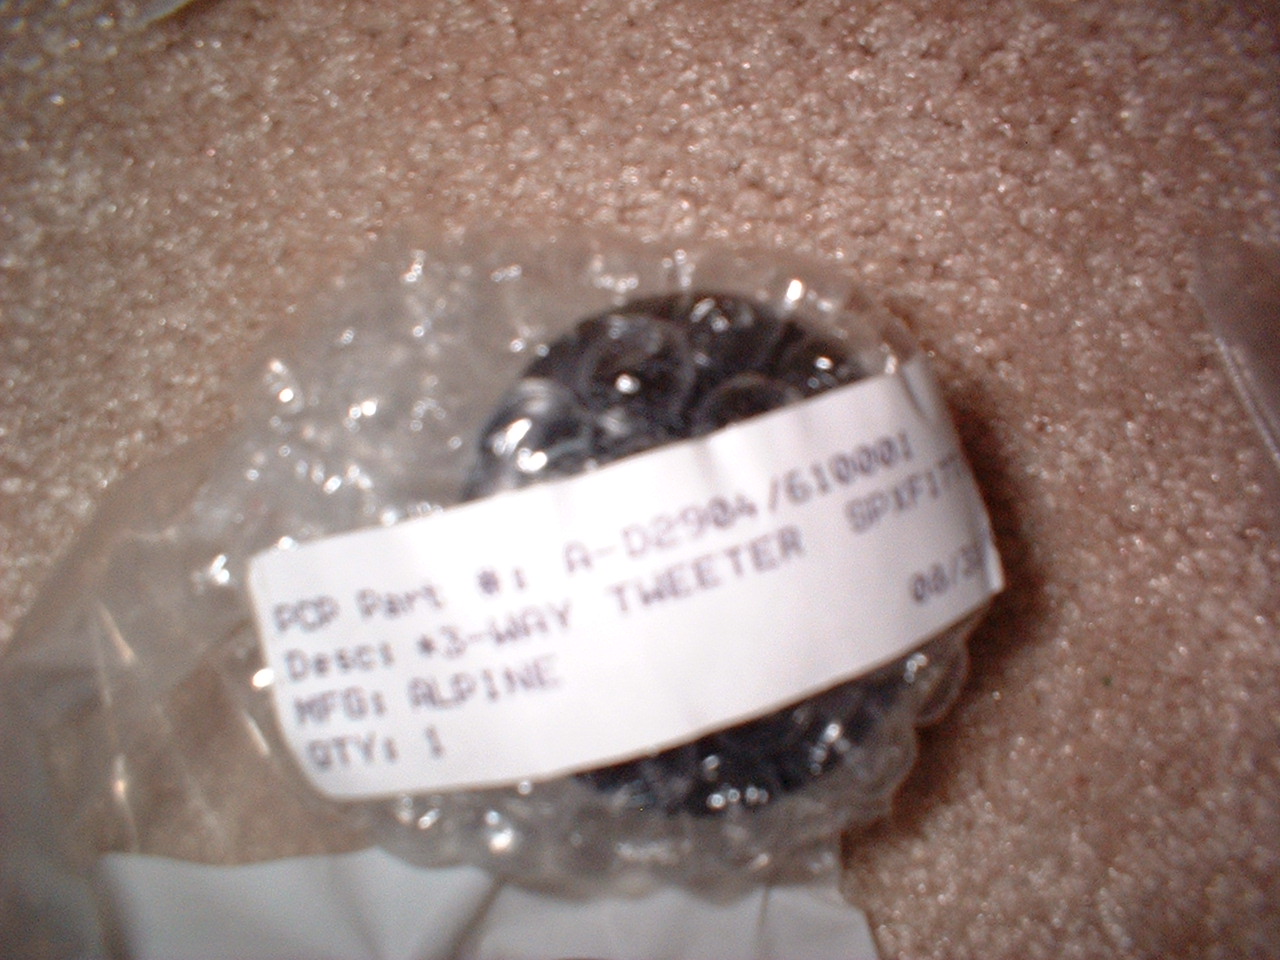 PCP Part #: A-D2904/610001
Desc: *3-WAY TWEETER
MFG: ALPINE
QTY: 1